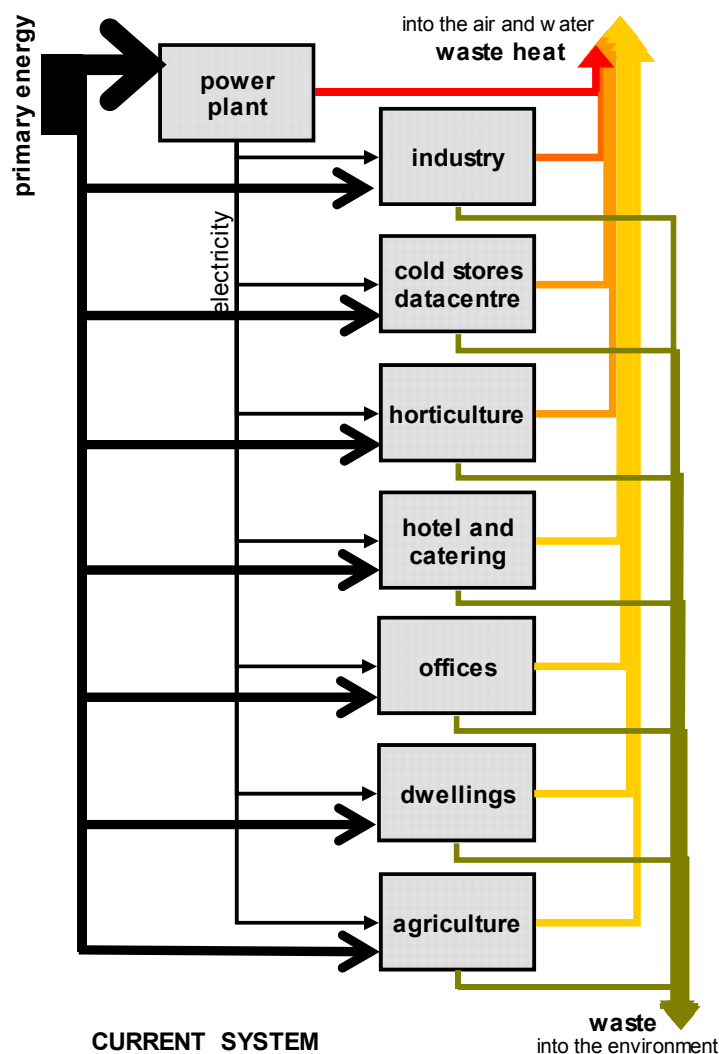 into the air and water
waste heat
primary energy
power
plant
industry
electricity
cold stores
datacentre
horticulture
hotel and
catering
offices
dwellings
agriculture
waste
into the environment
CURRENT SYSTEM